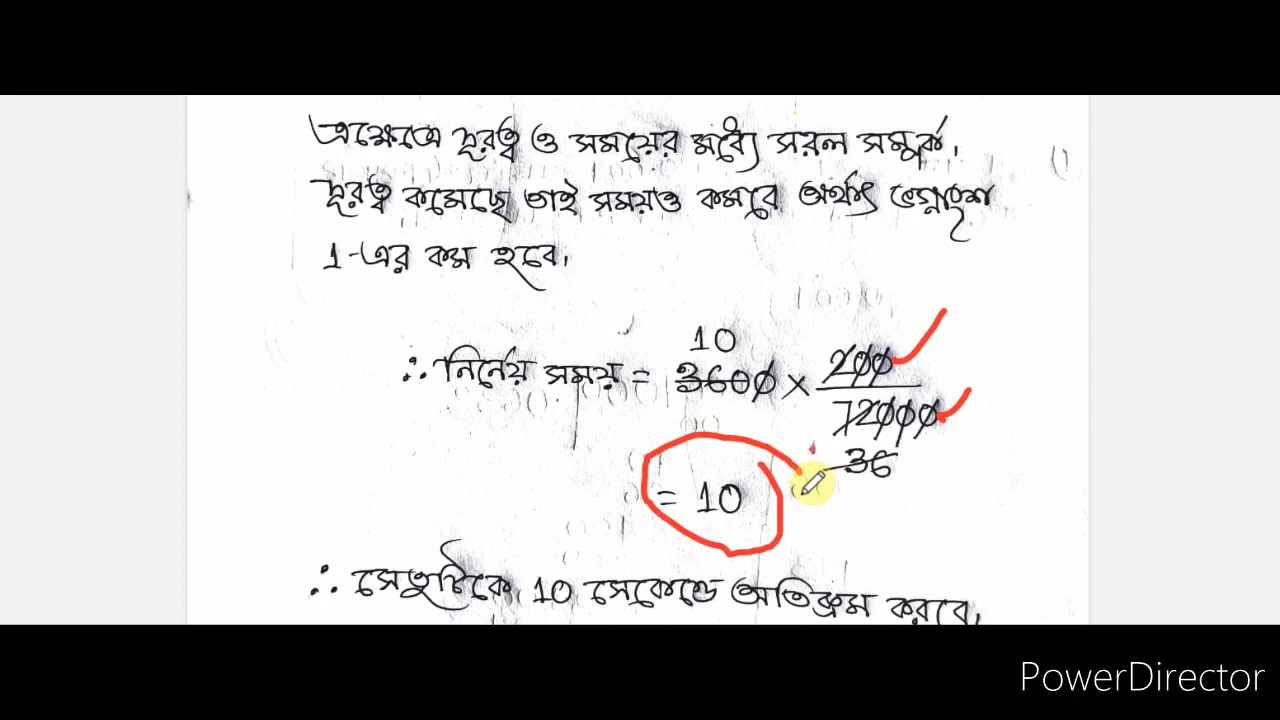 এক্ষেত্রে দূরত্ব ও সময়ের মধ্যে সরল সম্পর্ক।
দূরত্ব কমেছে তাই সময়ও কমবে অর্থাৎ ভগ্নাংশ
1-এর কম হবে।
10
∴ নির্নেয় সময় = 3600 × 200
72000
36
= 10
∴ সেতুটিকে 10 সেকেন্ডে অতিক্রম করবে।
PowerDirector